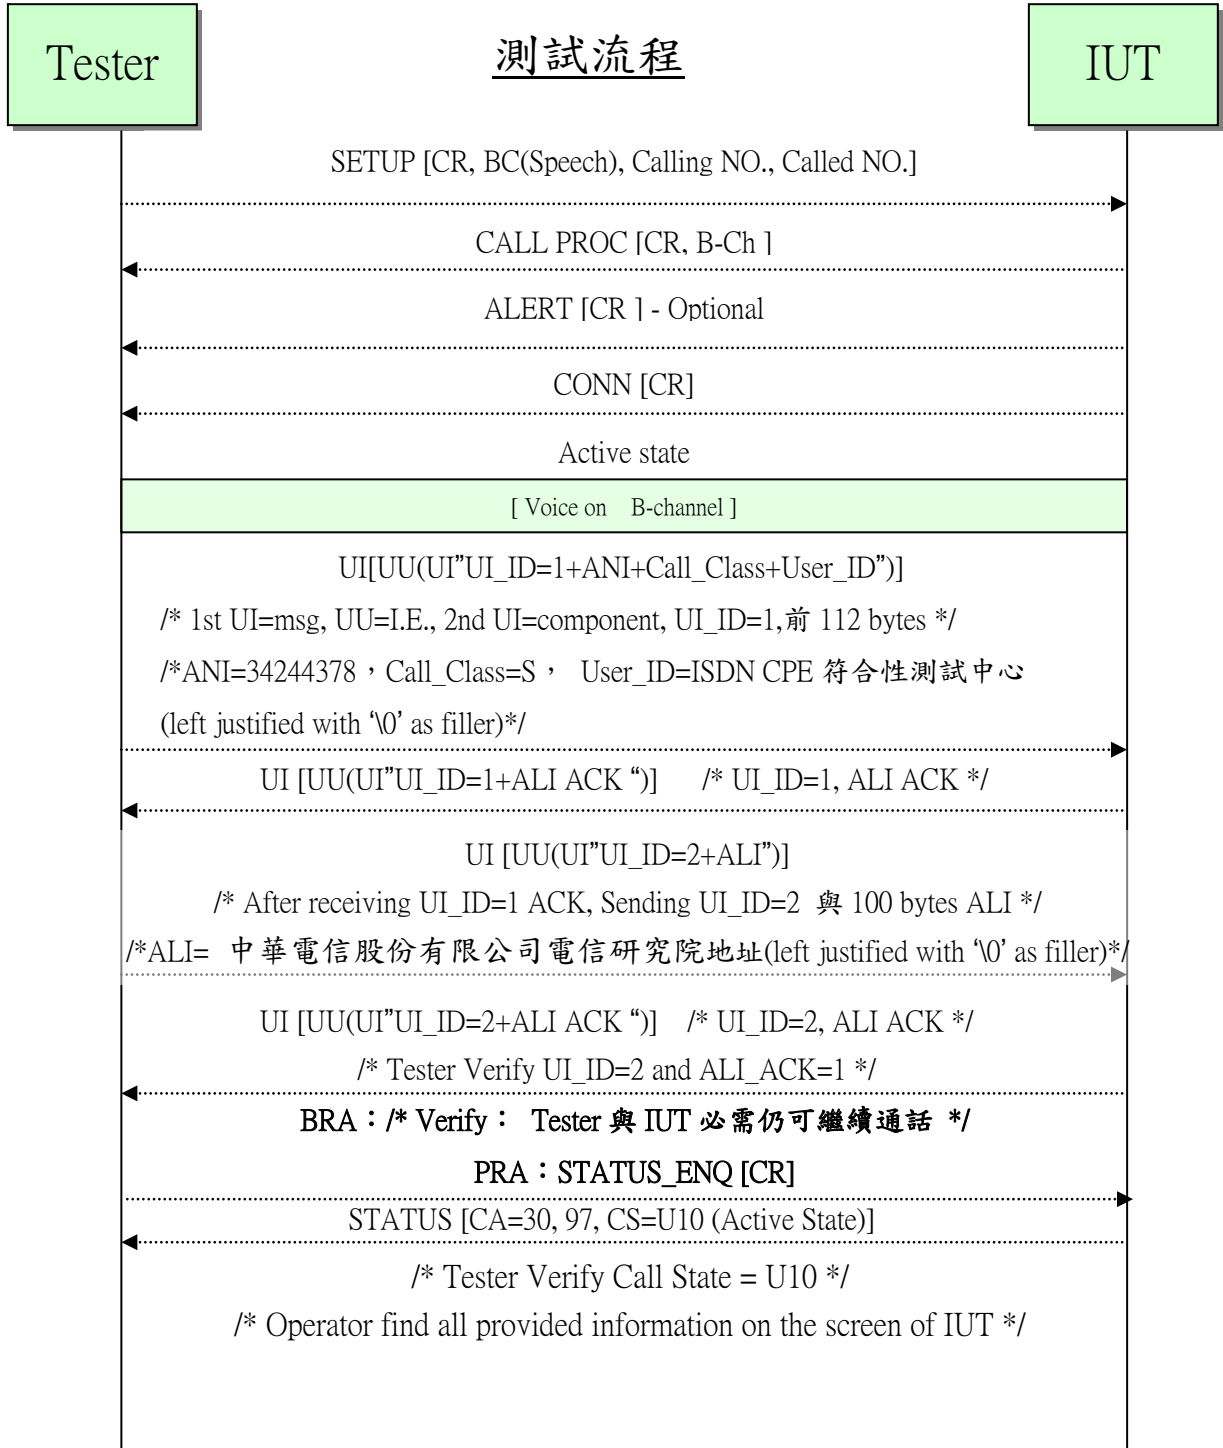 Tester
測試流程
IUT
SETUP [CR, BC(Speech), Calling NO., Called NO.]
CALL PROC [CR, B-Ch ]
ALERT [CR ] - Optional
CONN [CR]
Active state
[ Voice on B-channel ]
UI[UU(UI”UI_ID=1+ANI+Call_Class+User_ID”)]
/* 1st UI=msg, UU=I.E., 2nd UI=component, UI_ID=1,前 112 bytes */
/*ANI=34244378，Call_Class=S， User_ID=ISDN CPE 符合性測試中心
(left justified with ‘\0’ as filler)*/
UI [UU(UI”UI_ID=1+ALI ACK “)] /* UI_ID=1, ALI ACK */
UI [UU(UI”UI_ID=2+ALI”)]
/* After receiving UI_ID=1 ACK, Sending UI_ID=2 與 100 bytes ALI */
/*ALI= 中華電信股份有限公司電信研究院地址(left justified with ‘\0’ as filler)*/
UI [UU(UI”UI_ID=2+ALI ACK “)] /* UI_ID=2, ALI ACK */
/* Tester Verify UI_ID=2 and ALI_ACK=1 */
BRA：/* Verify： Tester 與 IUT 必需仍可繼續通話 */
PRA：STATUS_ENQ [CR]
STATUS [CA=30, 97, CS=U10 (Active State)]
/* Tester Verify Call State = U10 */
/* Operator find all provided information on the screen of IUT */